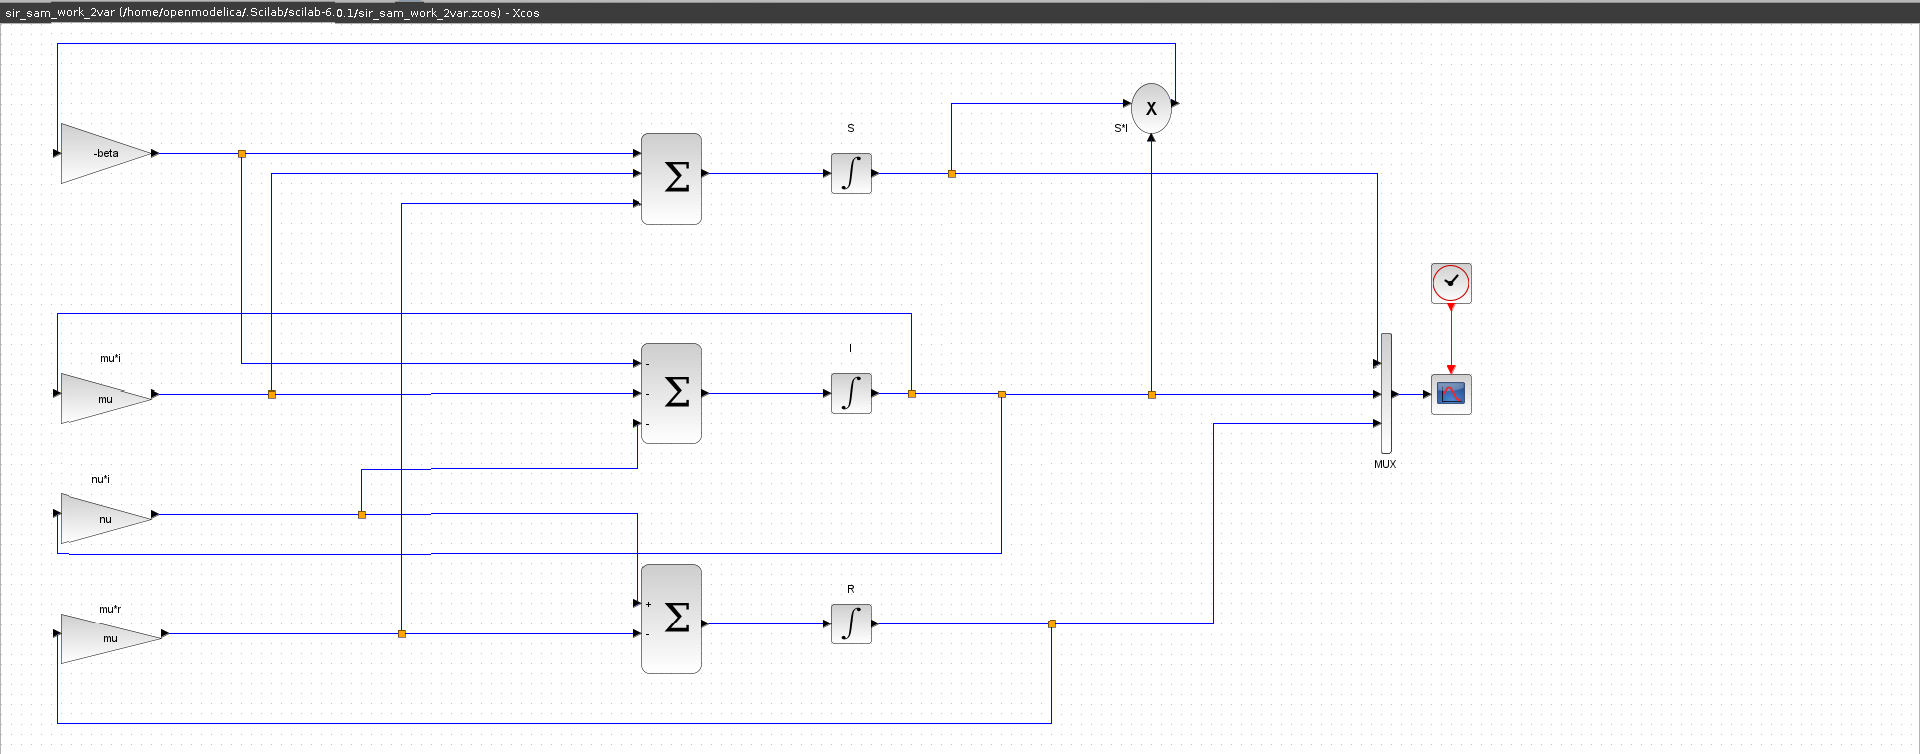 sir_sam_work_2var (/home/openmodelica/.Scilab/scilab-6.0.1/sir_sam_work_2var.zcos) - Xcos
X
S*I
S
-beta
Σ
∫
I
mu*i
mu
-
-
-
Σ
∫
MUX
nu*i
nu
R
mu*r
mu
+
-
Σ
∫